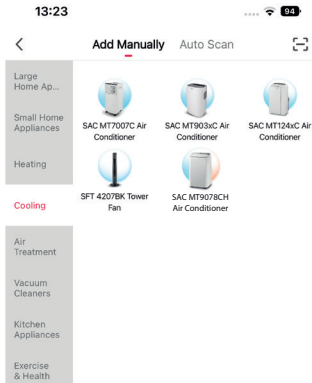 13:23
94
Add Manually Auto Scan
Large
Home Ap...
Small Home
Appliances
Heating
Cooling
Air
Treatment
Vacuum
Cleaners
Kitchen
Appliances
Exercise
& Health
SAC MT7007C Air
Conditioner
SAC MT903xC Air
Conditioner
SAC MT124xC Air
Conditioner
SFT 4207BK Tower
Fan
SAC MT9078CH
Air Conditioner